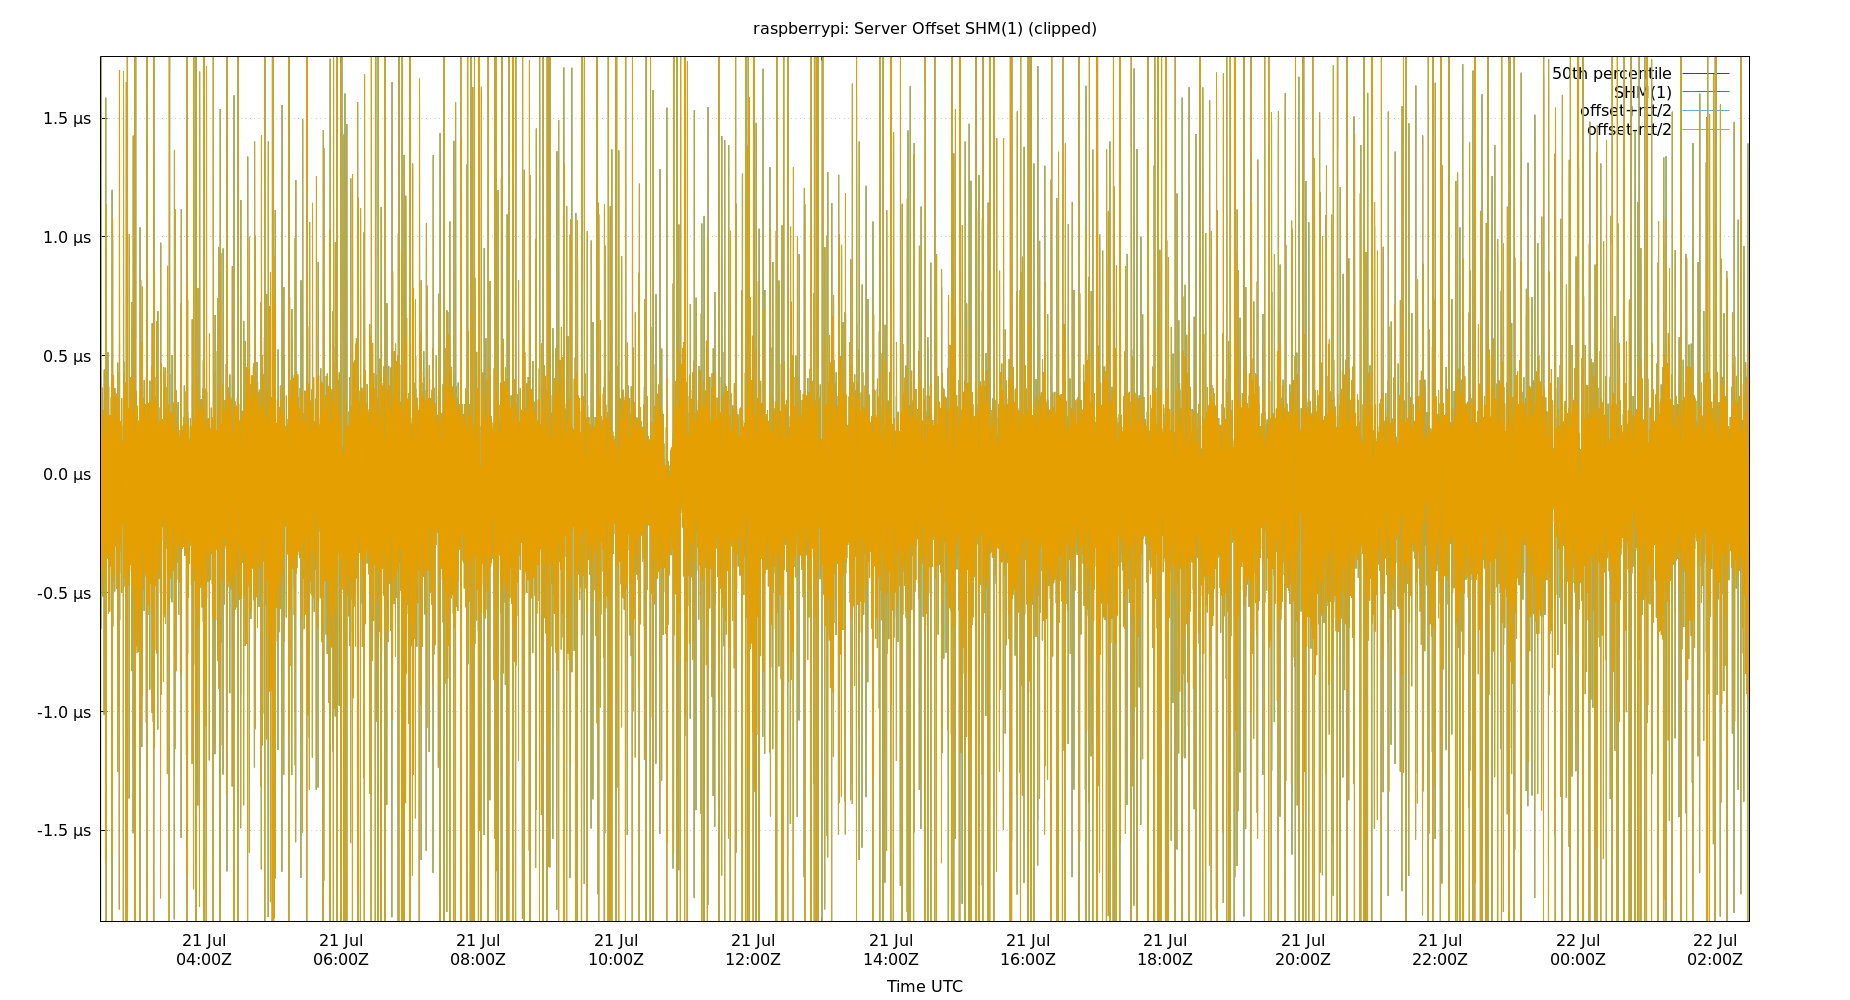 raspberrypi: Server Offset SHM(1) (clipped)
50th percentile
SHM(1)
offset+rtt/2
offset-rtt/2
1.5 µs
1.0 µs
0.5 µs
0.0 µs
-0.5 µs
-1.0 µs
-1.5 µs
21 Jul 21 Jul 21 Jul 21 Jul 21 Jul 21 Jul 21 Jul 21 Jul 21 Jul 21 Jul 22 Jul 22 Jul
04:00Z 06:00Z 08:00Z 10:00Z 12:00Z 14:00Z 16:00Z 18:00Z 20:00Z 22:00Z 00:00Z 02:00Z
Time UTC